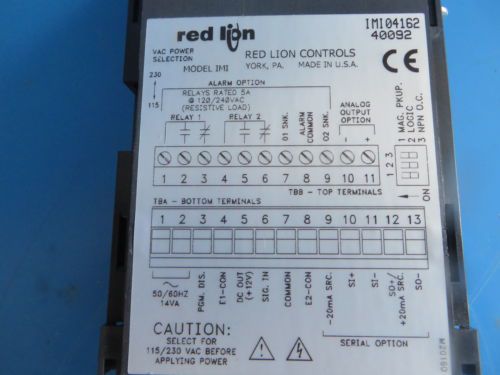 red lion
IMI04162
40092
VAC POWER
SELECTION
RED LION CONTROLS
MODEL IMI
YORK, PA. MADE IN U.S.A.
CE
230
115
ALARM OPTION
RELAYS RATED 5A
@ 120/240VAC
(RESISTIVE LOAD)
RELAY 1
RELAY 2
O1 SNK.
ALARM
COMMON
O2 SNK.
ANALOG
OUTPUT
OPTION
- +
1 MAG. PKUP.
2 LOGIC
3 NPN O.C.
1 2 3
ON
1 2 3 4 5 6 7 8 9 10 11
TBB - TOP TERMINALS
TBA - BOTTOM TERMINALS
1 2 3 4 5 6 7 8 9 10 11 12 13
50/60HZ
14VA
PGM. DIS.
E1-CON
DC OUT
(+12V)
SIG. IN
COMMON
E2-CON
-20mA SRC.
SI+
SI-
SO+/
+20mA SRC.
SO-
SERIAL OPTION
CAUTION:
SELECT FOR
115/230 VAC BEFORE
APPLYING POWER